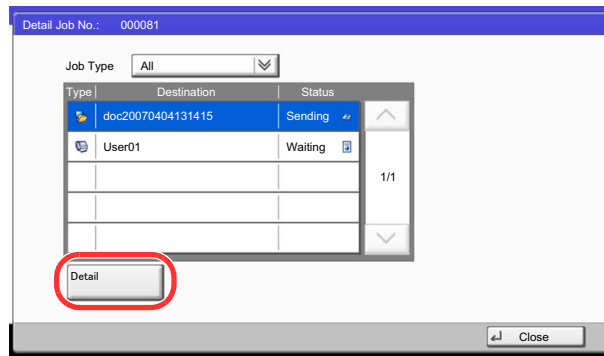 Detail Job No.: 000081
Job Type All
Type Destination Status
doc20070404131415 Sending
User01 Waiting
1/1
Detail
Close